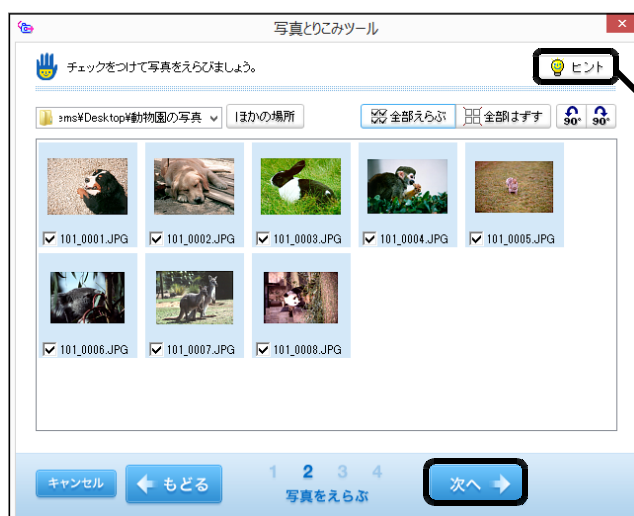 写真とりこみツール
チェックをつけて写真をえらびましょう。
ヒント
ems¥Desktop¥動物園の写真
ほかの場所
全部えらぶ
全部はずす
90°
90°
101_0001.JPG
101_0002.JPG
101_0003.JPG
101_0004.JPG
101_0005.JPG
101_0006.JPG
101_0007.JPG
101_0008.JPG
キャンセル
もどる
1 2 3 4
写真をえらぶ
次へ